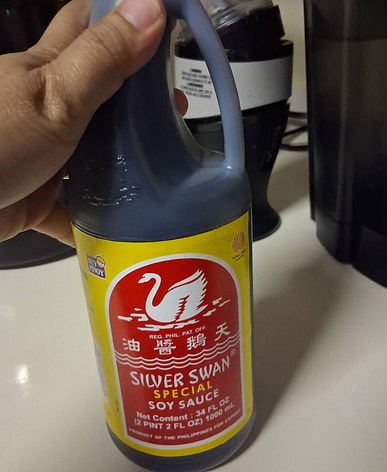 REG. PHIL. PAT. OFF.
油 醬 鵝 天
SILVER SWAN®
SPECIAL
SOY SAUCE
Net Content : 34 FL OZ
(2 PINT 2 FL OZ) 1000 mL
PRODUCT OF THE PHILIPPINES FOR EXPORT